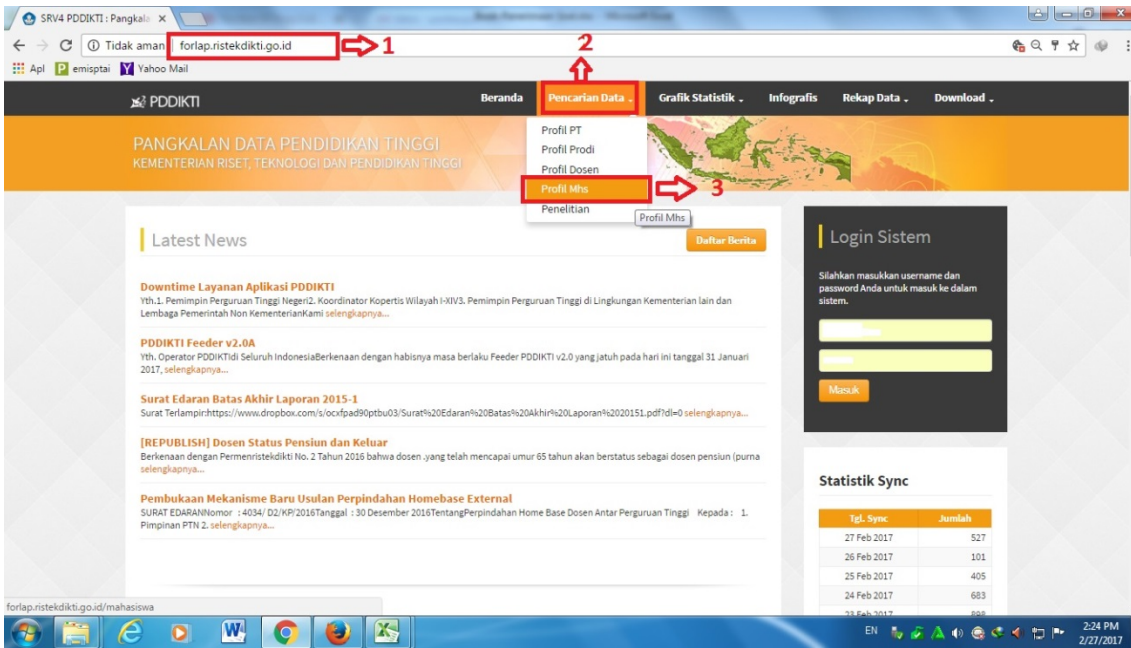 SRV4 PDDIKTI : Pangkala
Tidak aman forlap.ristekdikti.go.id 1
2
Apl emisptai Yahoo Mail
PDDIKTI Beranda Pencarian Data Grafik Statistik Infografis Rekap Data Download
PANGKALAN DATA PENDIDIKAN TINGGI
KEMENTERIAN RISET, TEKNOLOGI DAN PENDIDIKAN TINGGI
Profil PT
Profil Prodi
Profil Dosen
Profil Mhs 3
Penelitian
Profil Mhs
Latest News
Daftar Berita
Downtime Layanan Aplikasi PDDIKTI
Yth.1. Pemimpin Perguruan Tinggi Negeri2. Koordinator Kopertis Wilayah I-XIV3. Pemimpin Perguruan Tinggi di Lingkungan Kementerian lain dan
Lembaga Pemerintah Non KementerianKami selengkapnya...
PDDIKTI Feeder v2.0A
Yth. Operator PDDIKTIdi Seluruh IndonesiaBerkenaan dengan habisnya masa berlaku Feeder PDDIKTI v2.0 yang jatuh pada hari ini tanggal 31 Januari
2017, selengkapnya...
Surat Edaran Batas Akhir Laporan 2015-1
Surat Terlampir:https://www.dropbox.com/s/ocxfpad90ptbu03/Surat%20Edaran%20Batas%20Akhir%20Laporan%2020151.pdf?dl=0 selengkapnya...
[REPUBLISH] Dosen Status Pensiun dan Keluar
Berkenaan dengan Permenristekdikti No. 2 Tahun 2016 bahwa dosen .yang telah mencapai umur 65 tahun akan berstatus sebagai dosen pensiun (purna
selengkapnya...
Pembukaan Mekanisme Baru Usulan Perpindahan Homebase External
SURAT EDARANNomor : 4034/ D2/KP/2016Tanggal : 30 Desember 2016TentangPerpindahan Home Base Dosen Antar Perguruan Tinggi Kepada : 1.
Pimpinan PTN 2. selengkapnya...
Login Sistem
Silahkan masukkan username dan
password Anda untuk masuk ke dalam
sistem.
Masuk
Statistik Sync
Tgl. Sync Jumlah
27 Feb 2017 527
26 Feb 2017 101
25 Feb 2017 405
24 Feb 2017 683
23 Feb 2017 898
forlap.ristekdikti.go.id/mahasiswa
EN
2:24 PM
2/27/2017